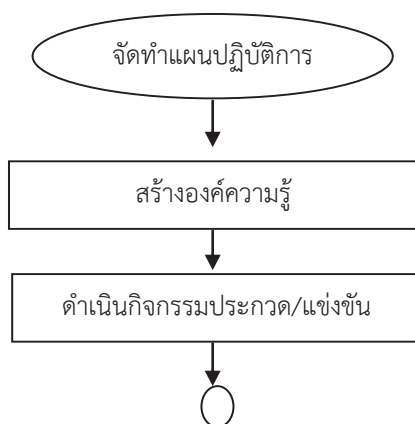 จัดทำแผนปฏิบัติการ
สร้างองค์ความรู้
ดำเนินกิจกรรมประกวด/แข่งขัน